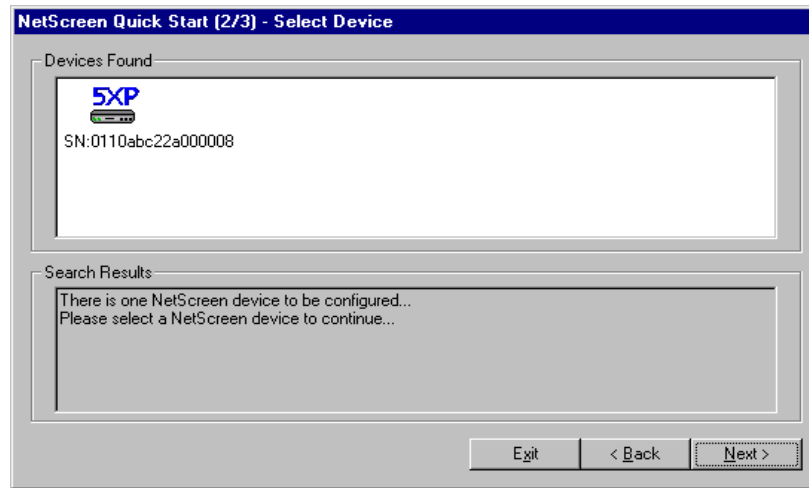 NetScreen Quick Start (2/3) - Select Device
Devices Found
5XP
SN:0110abc22a000008
Search Results
There is one NetScreen device to be configured...
Please select a NetScreen device to continue...
Exit
< Back
Next >